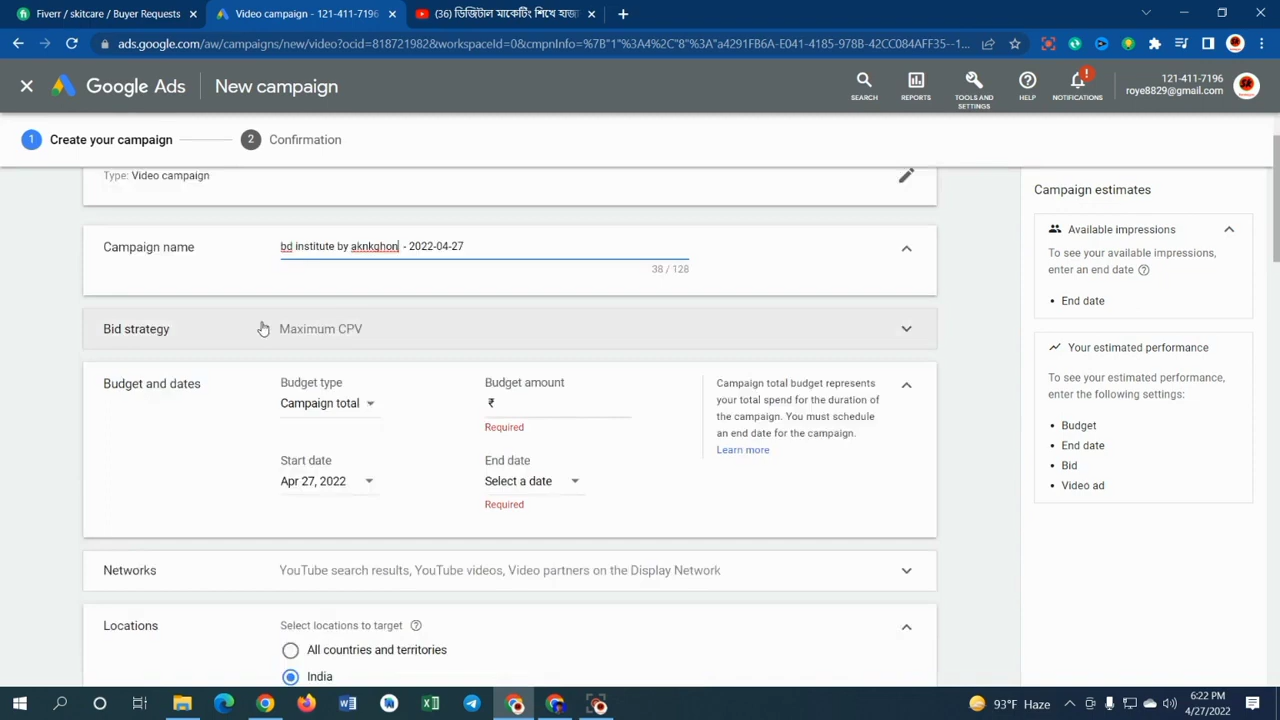 Fiverr / skitcare / Buyer Requests
Video campaign - 121-411-7196
(36) ডিজিটাল মার্কেটিং শিখে হাজা
ads.google.com/aw/campaigns/new/video?ocid=818721982&workspaceId=0&cmpnInfo=%7B"1"%3A4%2C"8"%3A"a4291FB6A-E041-4185-978B-42CC084AFF35--1...
Google Ads
New campaign
SEARCH
REPORTS
TOOLS AND SETTINGS
HELP
NOTIFICATIONS
121-411-7196
roye8829@gmail.com
1 Create your campaign
2 Confirmation
Type: Video campaign
Campaign name
bd institute by aknkghon - 2022-04-27
38 / 128
Bid strategy
Maximum CPV
Budget and dates
Budget type
Campaign total
Budget amount
₹
Required
Start date
Apr 27, 2022
End date
Select a date
Required
Campaign total budget represents
your total spend for the duration of
the campaign. You must schedule
an end date for the campaign.
Learn more
Networks
YouTube search results, YouTube videos, Video partners on the Display Network
Locations
Select locations to target
All countries and territories
India
Campaign estimates
Available impressions
To see your available impressions,
enter an end date
• End date
Your estimated performance
To see your estimated performance,
enter the following settings:
• Budget
• End date
• Bid
• Video ad
93°F Haze
6:22 PM
4/27/2022